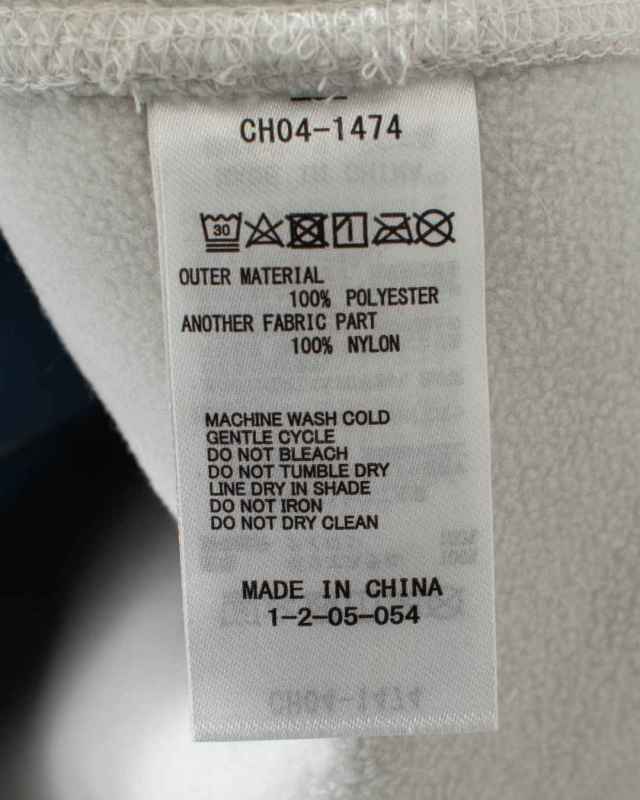 CH04-1474
30
OUTER MATERIAL
100% POLYESTER
ANOTHER FABRIC PART
100% NYLON
MACHINE WASH COLD
GENTLE CYCLE
DO NOT BLEACH
DO NOT TUMBLE DRY
LINE DRY IN SHADE
DO NOT IRON
DO NOT DRY CLEAN
MADE IN CHINA
1-2-05-054